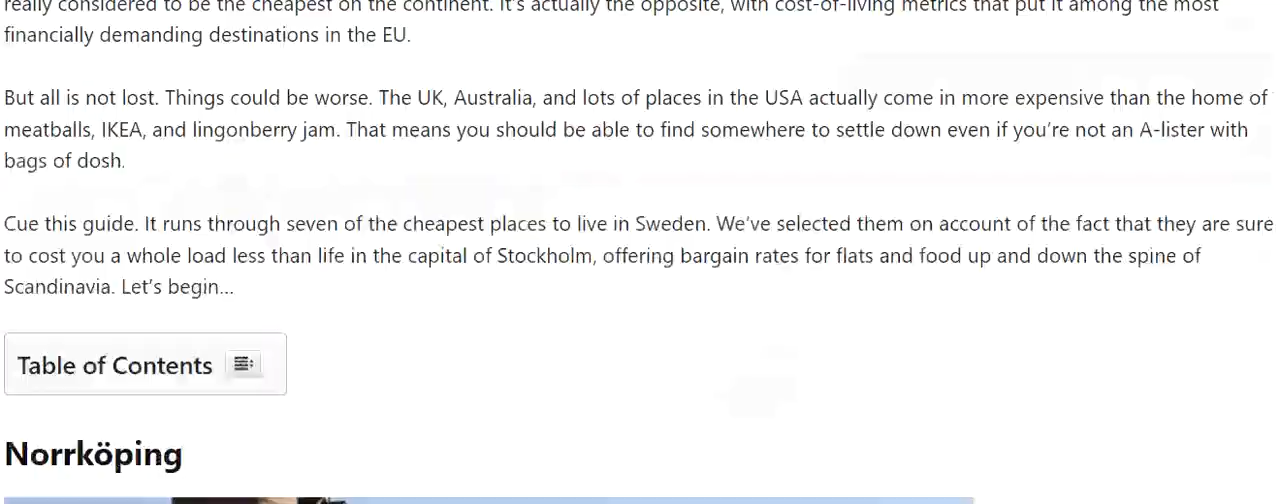 really considered to be the cheapest on the continent. It's actually the opposite, with cost-of-living metrics that put it among the most
financially demanding destinations in the EU.
But all is not lost. Things could be worse. The UK, Australia, and lots of places in the USA actually come in more expensive than the home of
meatballs, IKEA, and lingonberry jam. That means you should be able to find somewhere to settle down even if you’re not an A-lister with
bags of dosh.
Cue this guide. It runs through seven of the cheapest places to live in Sweden. We’ve selected them on account of the fact that they are sure
to cost you a whole load less than life in the capital of Stockholm, offering bargain rates for flats and food up and down the spine of
Scandinavia. Let’s begin…
Table of Contents
Norrköping